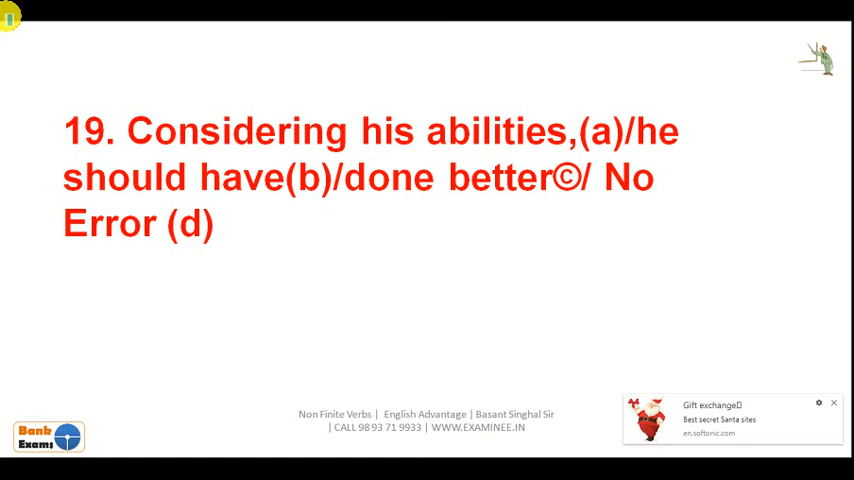 19. Considering his abilities,(a)/he
should have(b)/done better©/ No
Error (d)
Gift exchange
Best secret Santa sites
en.softonic.com
Non Finite Verbs | English Advantage | Basant Singhal Sir
| CALL 98 93 71 9933 | WWW.EXAMINEE.IN
Bank
Exams